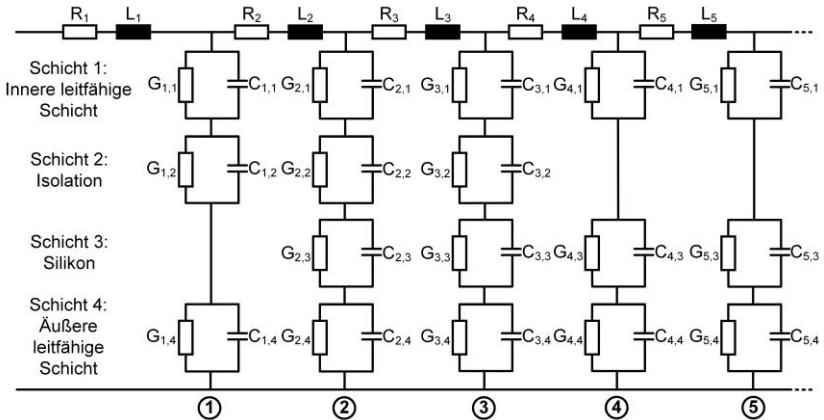 R1 L1 R2 L2 R3 L3 R4 L4 R5 L5
Schicht 1:
Innere leitfähige
Schicht
G1,1 C1,1 G2,1 C2,1 G3,1 C3,1 G4,1 C4,1 G5,1 C5,1
Schicht 2:
Isolation
G1,2 C1,2 G2,2 C2,2 G3,2 C3,2
Schicht 3:
Silikon
G2,3 C2,3 G3,3 C3,3 G4,3 C4,3 G5,3 C5,3
Schicht 4:
Äußere
leitfähige
Schicht
G1,4 C1,4 G2,4 C2,4 G3,4 C3,4 G4,4 C4,4 G5,4 C5,4
1 2 3 4 5